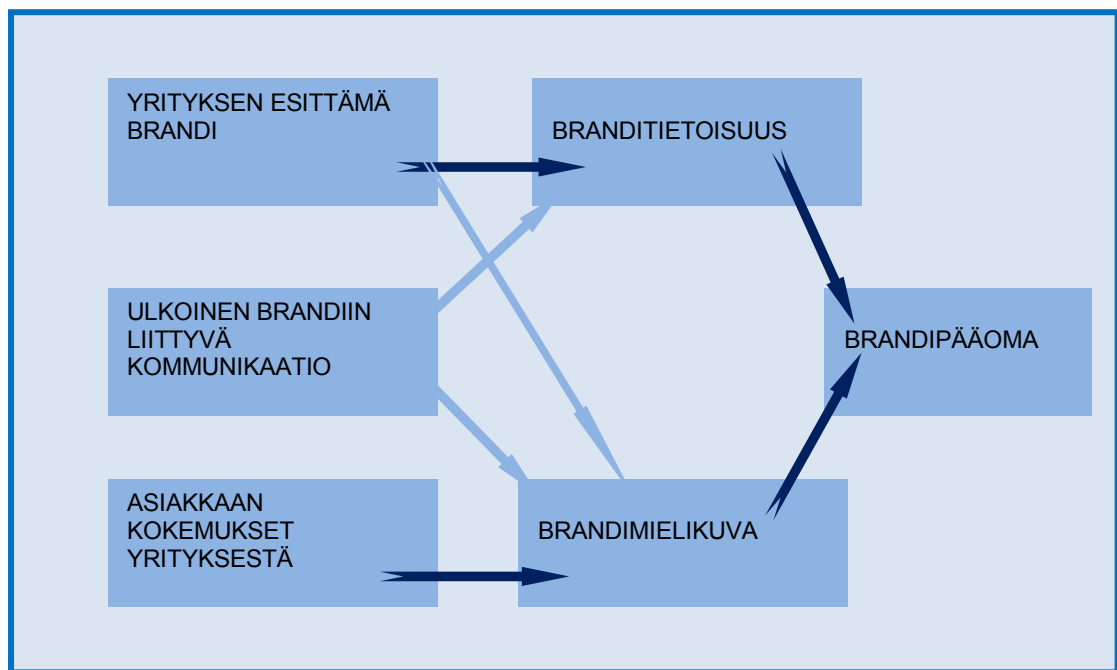 YRITYKSEN ESITTÄMÄ
BRANDI
BRANDITIETOISUUS
ULKOINEN BRANDIIN
LIITTYVÄ
KOMMUNIKAATIO
BRANDIPÄÄOMA
ASIAKKAAN
KOKEMUKSET
YRITYKSESTÄ
BRANDIMIELIKUVA